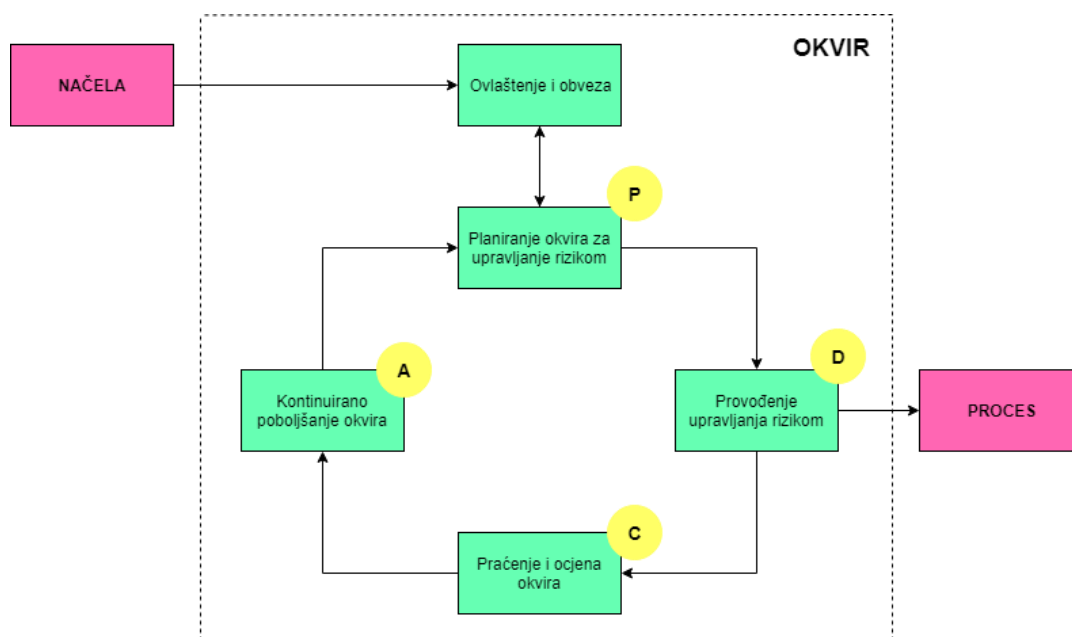 OKVIR
NAČELA
Ovlaštenje i obveza
P
Planiranje okvira za
upravljanje rizikom
A
Kontinuirano
poboljšanje okvira
D
Provođenje
upravljanja rizikom
PROCES
C
Praćenje i ocjena
okvira